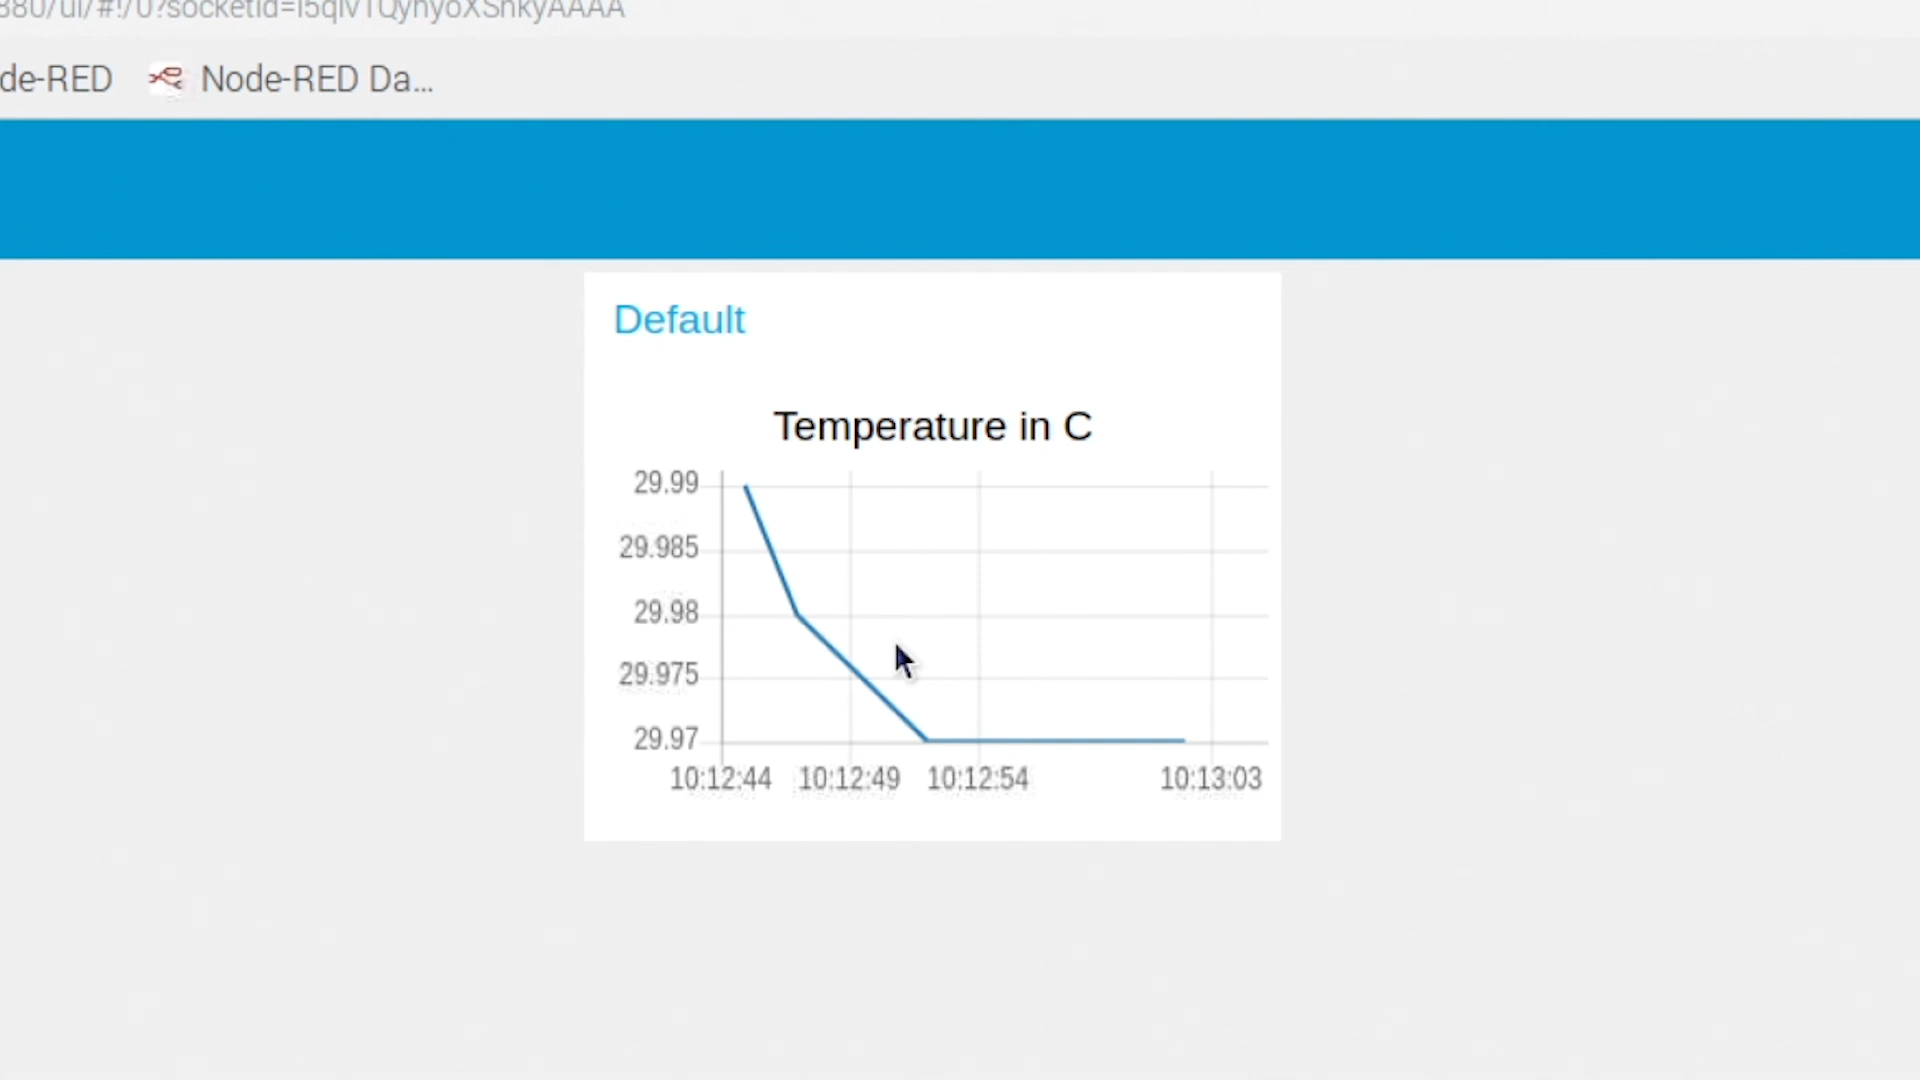 de-RED Node-RED Da...
Default
Temperature in C
29.99
29.985
29.98
29.975
29.97
10:12:44 10:12:49 10:12:54 10:13:03